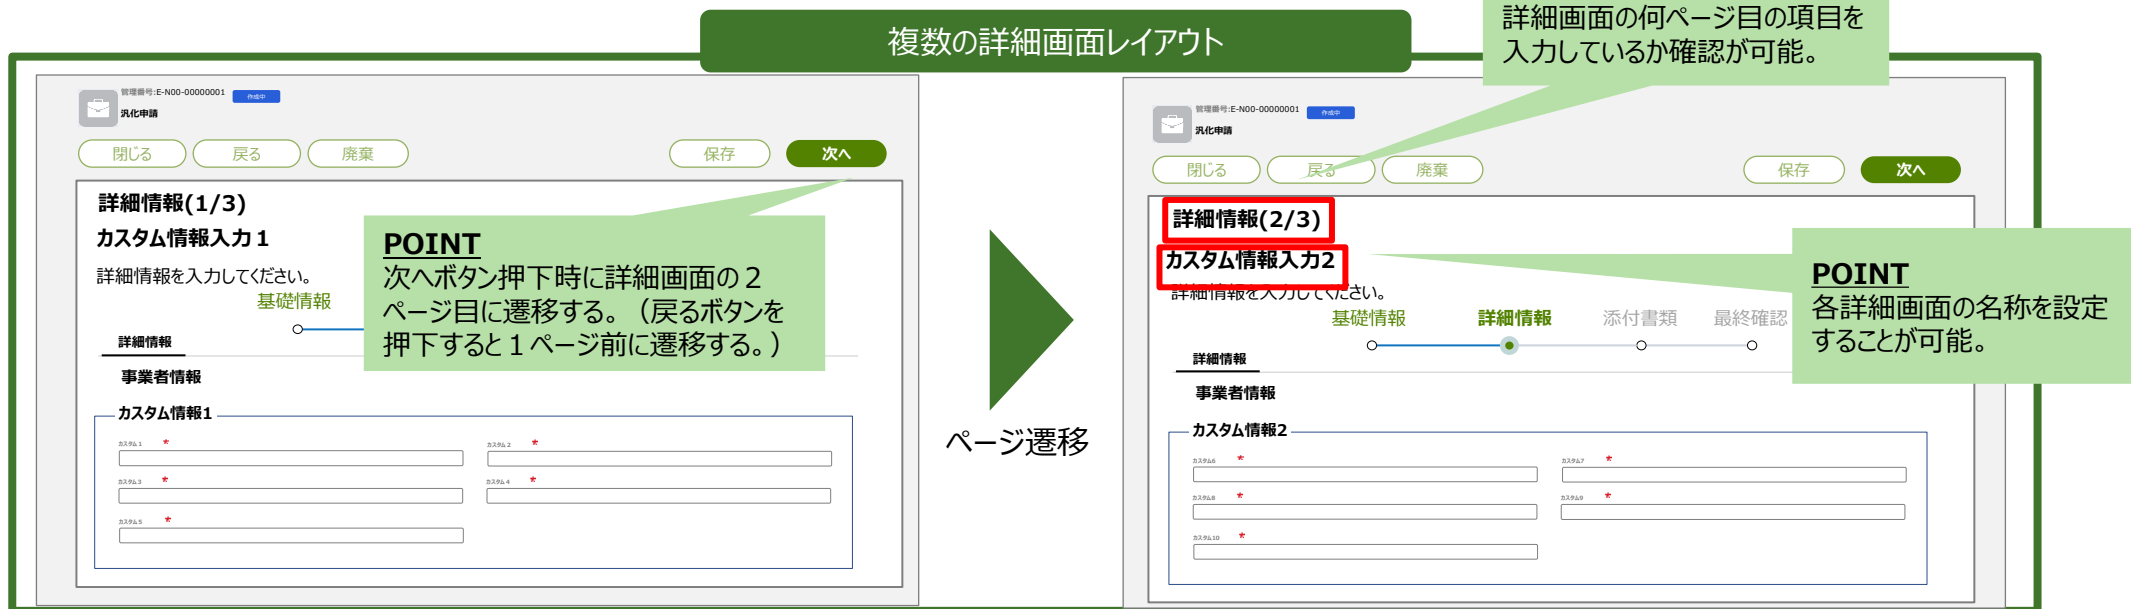 複数の詳細画面レイアウト
詳細画面の何ページ目の項目を
入力しているか確認が可能。
管理番号:E-N00-00000001
作成中
汎化申請
閉じる
戻る
廃棄
保存
次へ
詳細情報(1/3)
カスタム情報入力１
詳細情報を入力してください。
基礎情報
POINT
次へボタン押下時に詳細画面の２
ページ目に遷移する。（戻るボタンを
押下すると１ページ前に遷移する。）
詳細情報
事業者情報
カスタム情報1
カスタム１ *
カスタム２ *
カスタム３ *
カスタム４ *
カスタム５ *
ページ遷移
管理番号:E-N00-00000001
作成中
汎化申請
閉じる
戻る
廃棄
保存
次へ
詳細情報(2/3)
カスタム情報入力2
詳細情報を入力してください。
基礎情報
詳細情報
添付書類
最終確認
POINT
各詳細画面の名称を設定
することが可能。
詳細情報
事業者情報
カスタム情報2
カスタム6 *
カスタム7 *
カスタム8 *
カスタム9 *
カスタム10 *